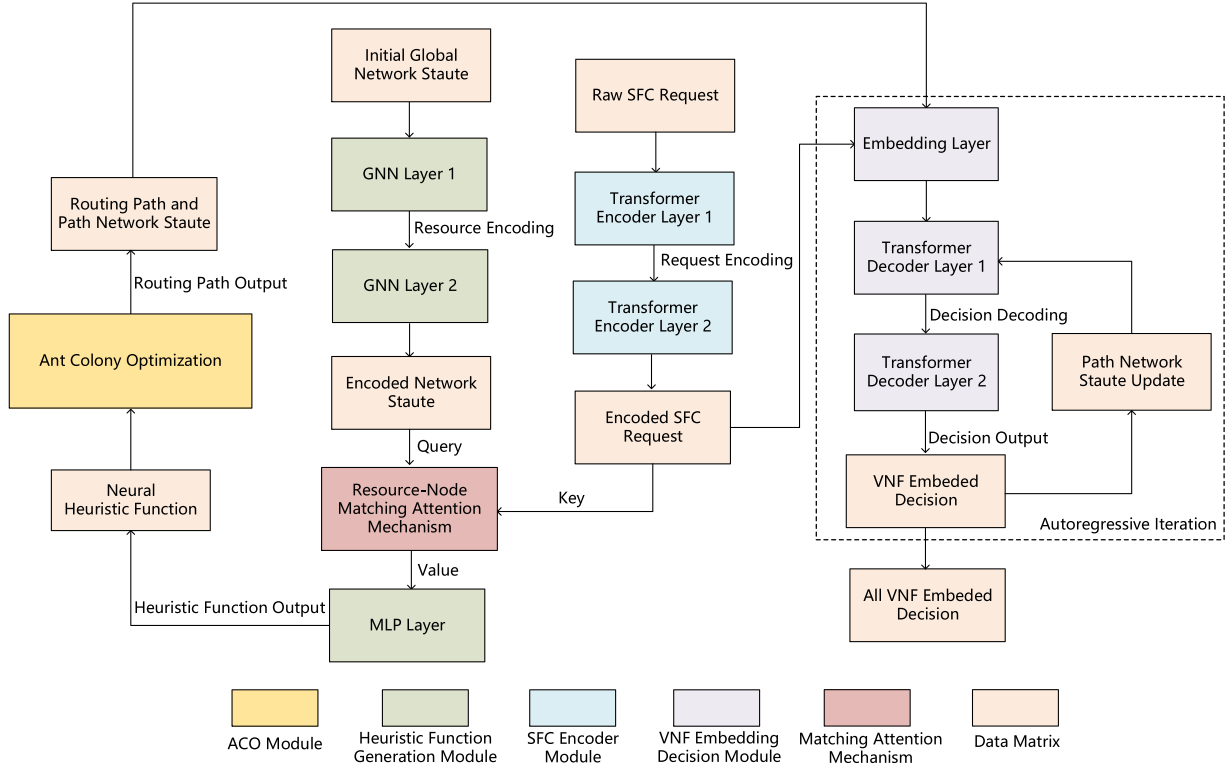 Initial Global
Network Staute
GNN Layer 1
Resource Encoding
GNN Layer 2
Encoded Network
Staute
Query
Resource-Node
Matching Attention
Mechanism
Value
MLP Layer
Heuristic Function Output
Neural
Heuristic Function
Ant Colony Optimization
Routing Path Output
Routing Path and
Path Network Staute
Raw SFC Request
Transformer
Encoder Layer 1
Request Encoding
Transformer
Encoder Layer 2
Encoded SFC
Request
Key
Embedding Layer
Transformer
Decoder Layer 1
Decision Decoding
Transformer
Decoder Layer 2
Decision Output
VNF Embeded
Decision
Path Network
Staute Update
Autoregressive Iteration
All VNF Embeded
Decision
ACO Module
Heuristic Function
Generation Module
SFC Encoder
Module
VNF Embedding
Decision Module
Matching Attention
Mechanism
Data Matrix